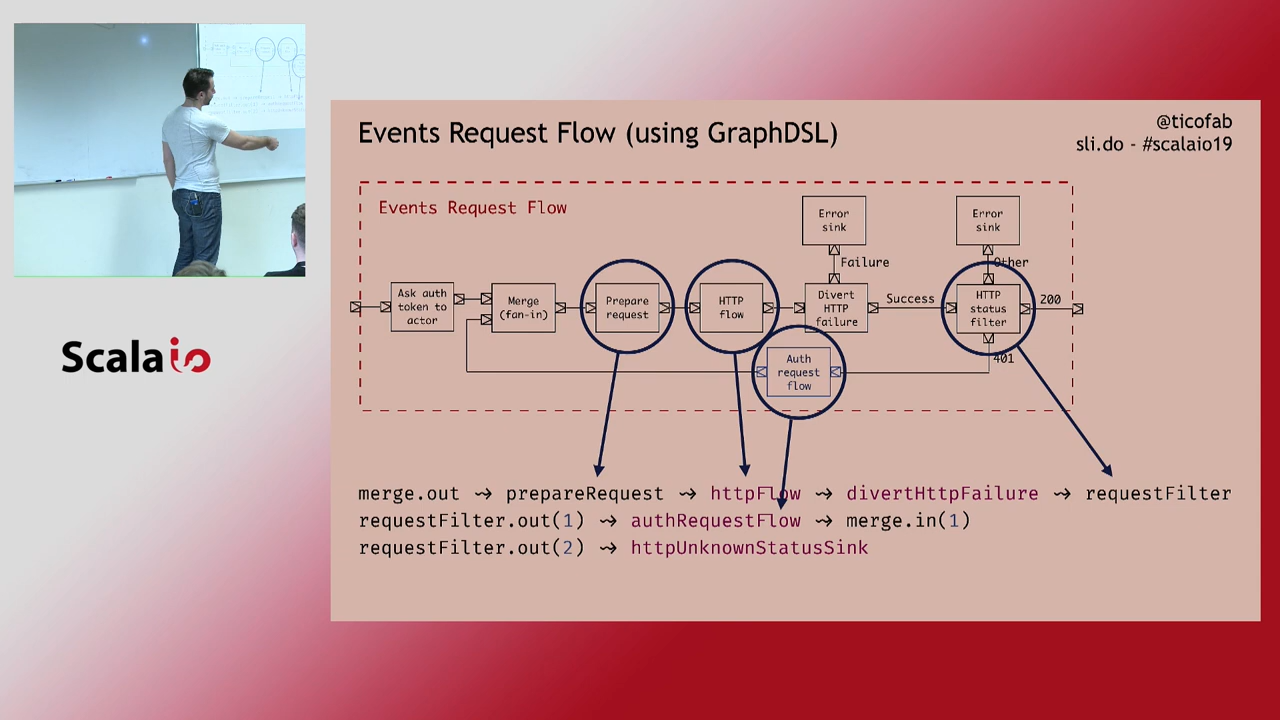 Events Request Flow (using GraphDSL)
@ticofab
sli.do - #scalaio19
Events Request Flow
Error
sink
Error
sink
Failure
Other
Ask auth
token to
actor
Merge
(fan-in)
Prepare
request
HTTP
flow
Divert
HTTP
failure
Success
HTTP
status
filter
200
Auth
request
flow
401
Scalaio
merge.out ⇝ prepareRequest ⇝ httpFlow ⇝ divertHttpFailure ⇝ requestFilter
requestFilter.out(1) ⇝ authRequestFlow ⇝ merge.in(1)
requestFilter.out(2) ⇝ httpUnknownStatusSink